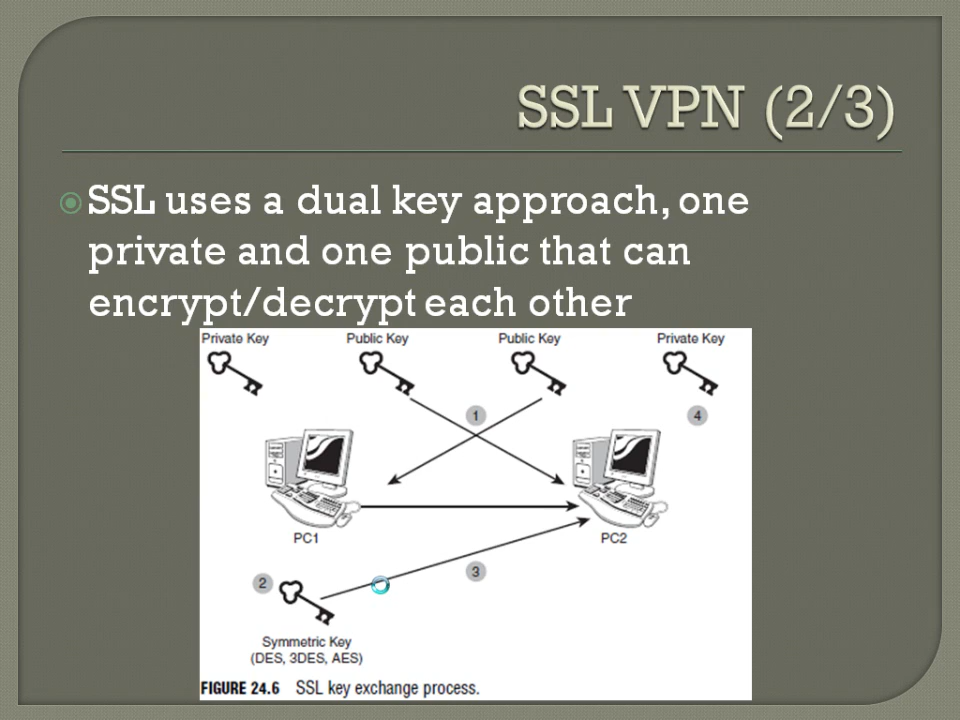 SSL VPN (2/3)
SSL uses a dual key approach, one
private and one public that can
encrypt/decrypt each other
Private Key
Public Key
Public Key
Private Key
1
4
PC1
PC2
2
3
Symmetric Key
(DES, 3DES, AES)
FIGURE 24.6 SSL key exchange process.